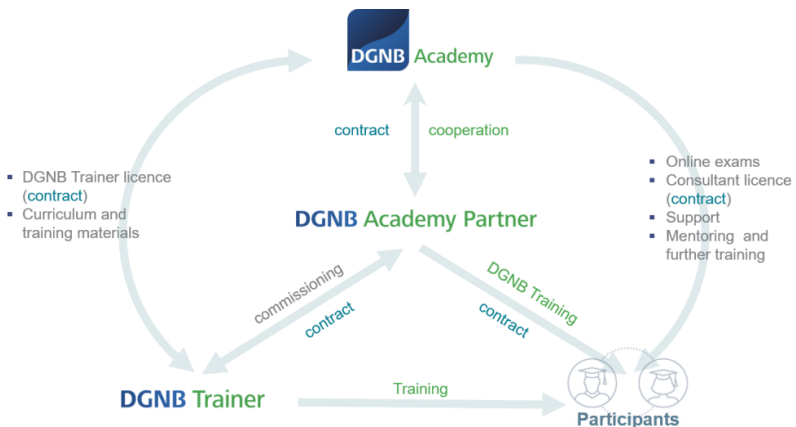 DGNB Academy
contract cooperation
▪ DGNB Trainer licence
(contract)
▪ Curriculum and
training materials
▪ Online exams
▪ Consultant licence
(contract)
▪ Support
▪ Mentoring and
further training
DGNB Academy Partner
commissioning
contract
DGNB Training
contract
DGNB Trainer
Training
Participants